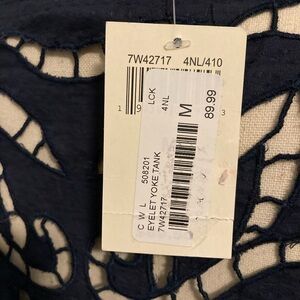 7W42717 4NL/410
1 9 3
LCK
4NL
M
89.99
C W L 508201
EYELET YOKE TANK
7W42717